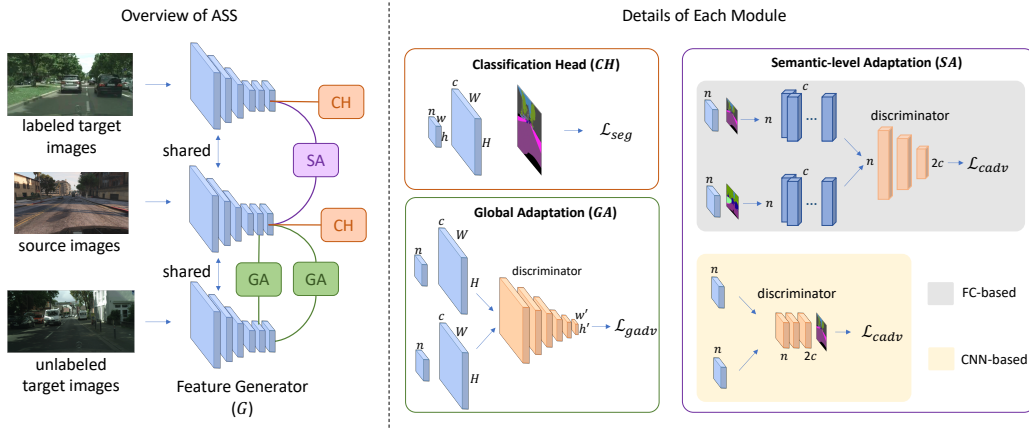 Overview of ASS
labeled target
images
shared
source images
shared
unlabeled
target images
CH
SA
CH
GA
GA
Feature Generator
(G)
Details of Each Module
Classification Head (CH)
n
w
h
c
W
H
ℒseg
Global Adaptation (GA)
n
c
W
H
n
c
W
H
discriminator
w'
h'
ℒgadv
Semantic-level Adaptation (SA)
n
n
c
...
discriminator
n
2c
ℒcadv
n
n
c
...
n
discriminator
n
n
2c
ℒcadv
FC-based
CNN-based